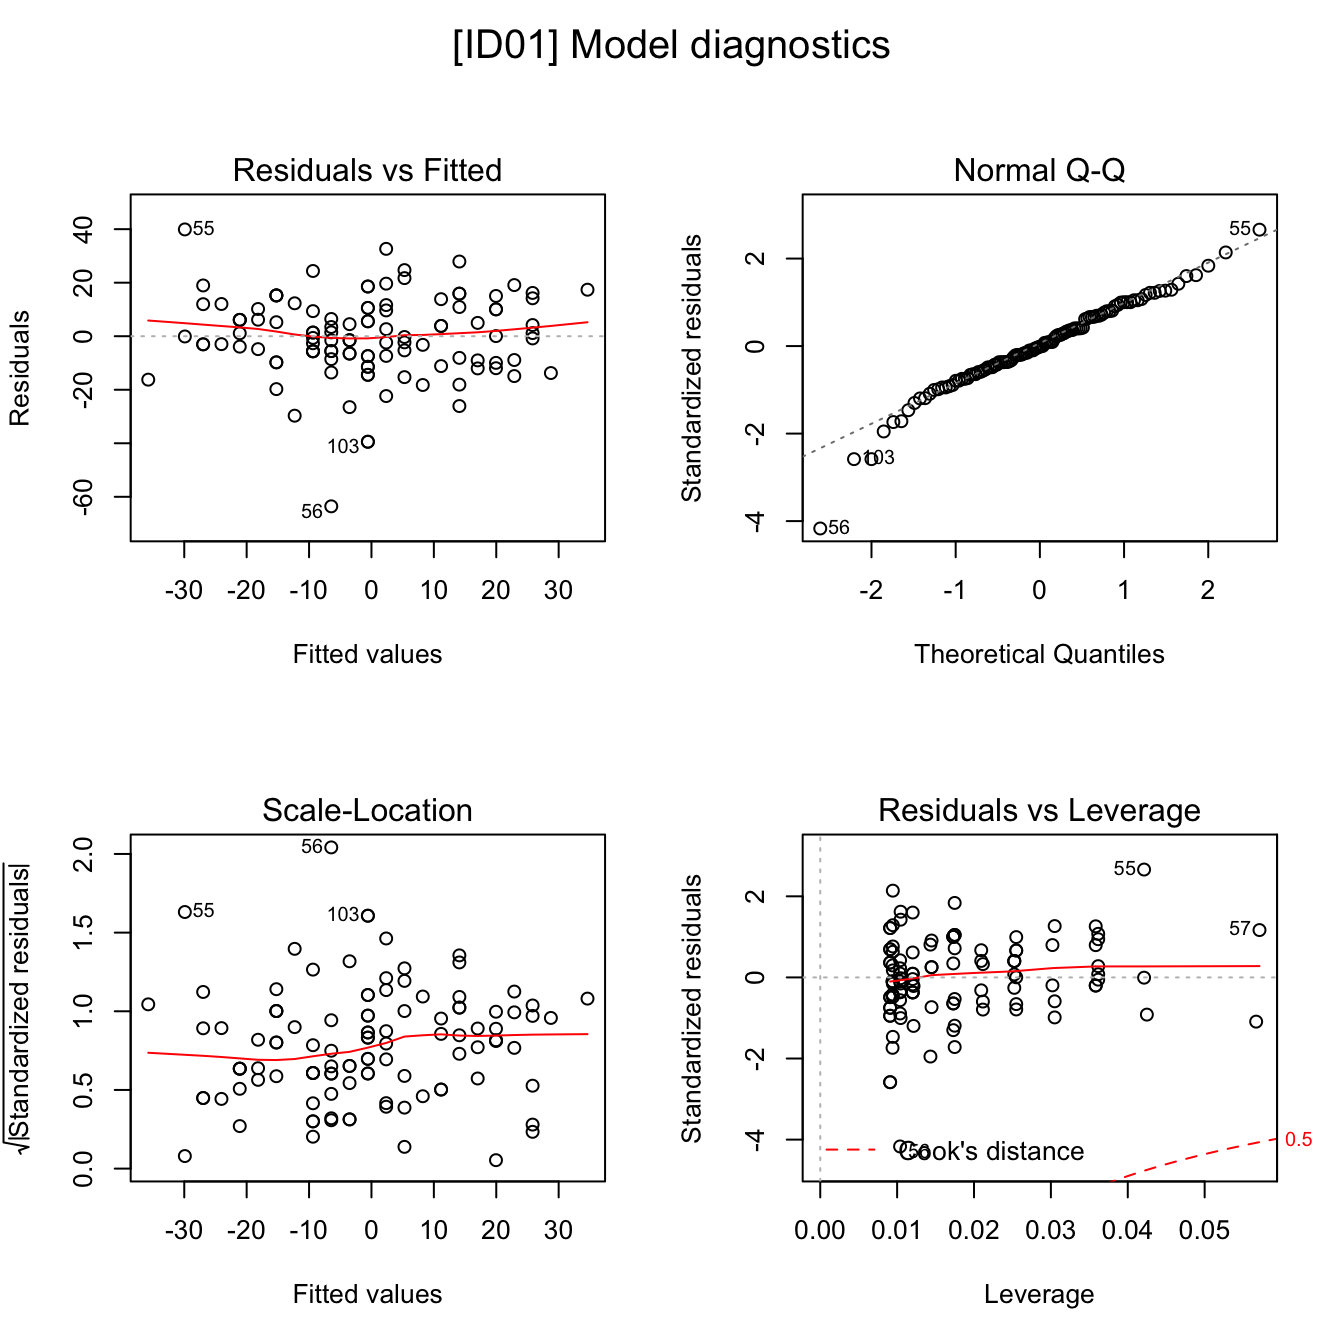 [ID01] Model diagnostics
Residuals vs Fitted
Residuals
40
20
0
-20
-60
55
103
56
-30 -20 -10 0 10 20 30
Fitted values
Normal Q-Q
Standardized residuals
2
0
-2
-4
55
103
56
-2 -1 0 1 2
Theoretical Quantiles
Scale-Location
√|Standardized residuals|
2.0
1.5
1.0
0.5
0.0
56
55
103
-30 -20 -10 0 10 20 30
Fitted values
Residuals vs Leverage
Standardized residuals
2
0
-2
-4
55
57
56
Cook's distance
0.5
0.00 0.01 0.02 0.03 0.04 0.05
Leverage